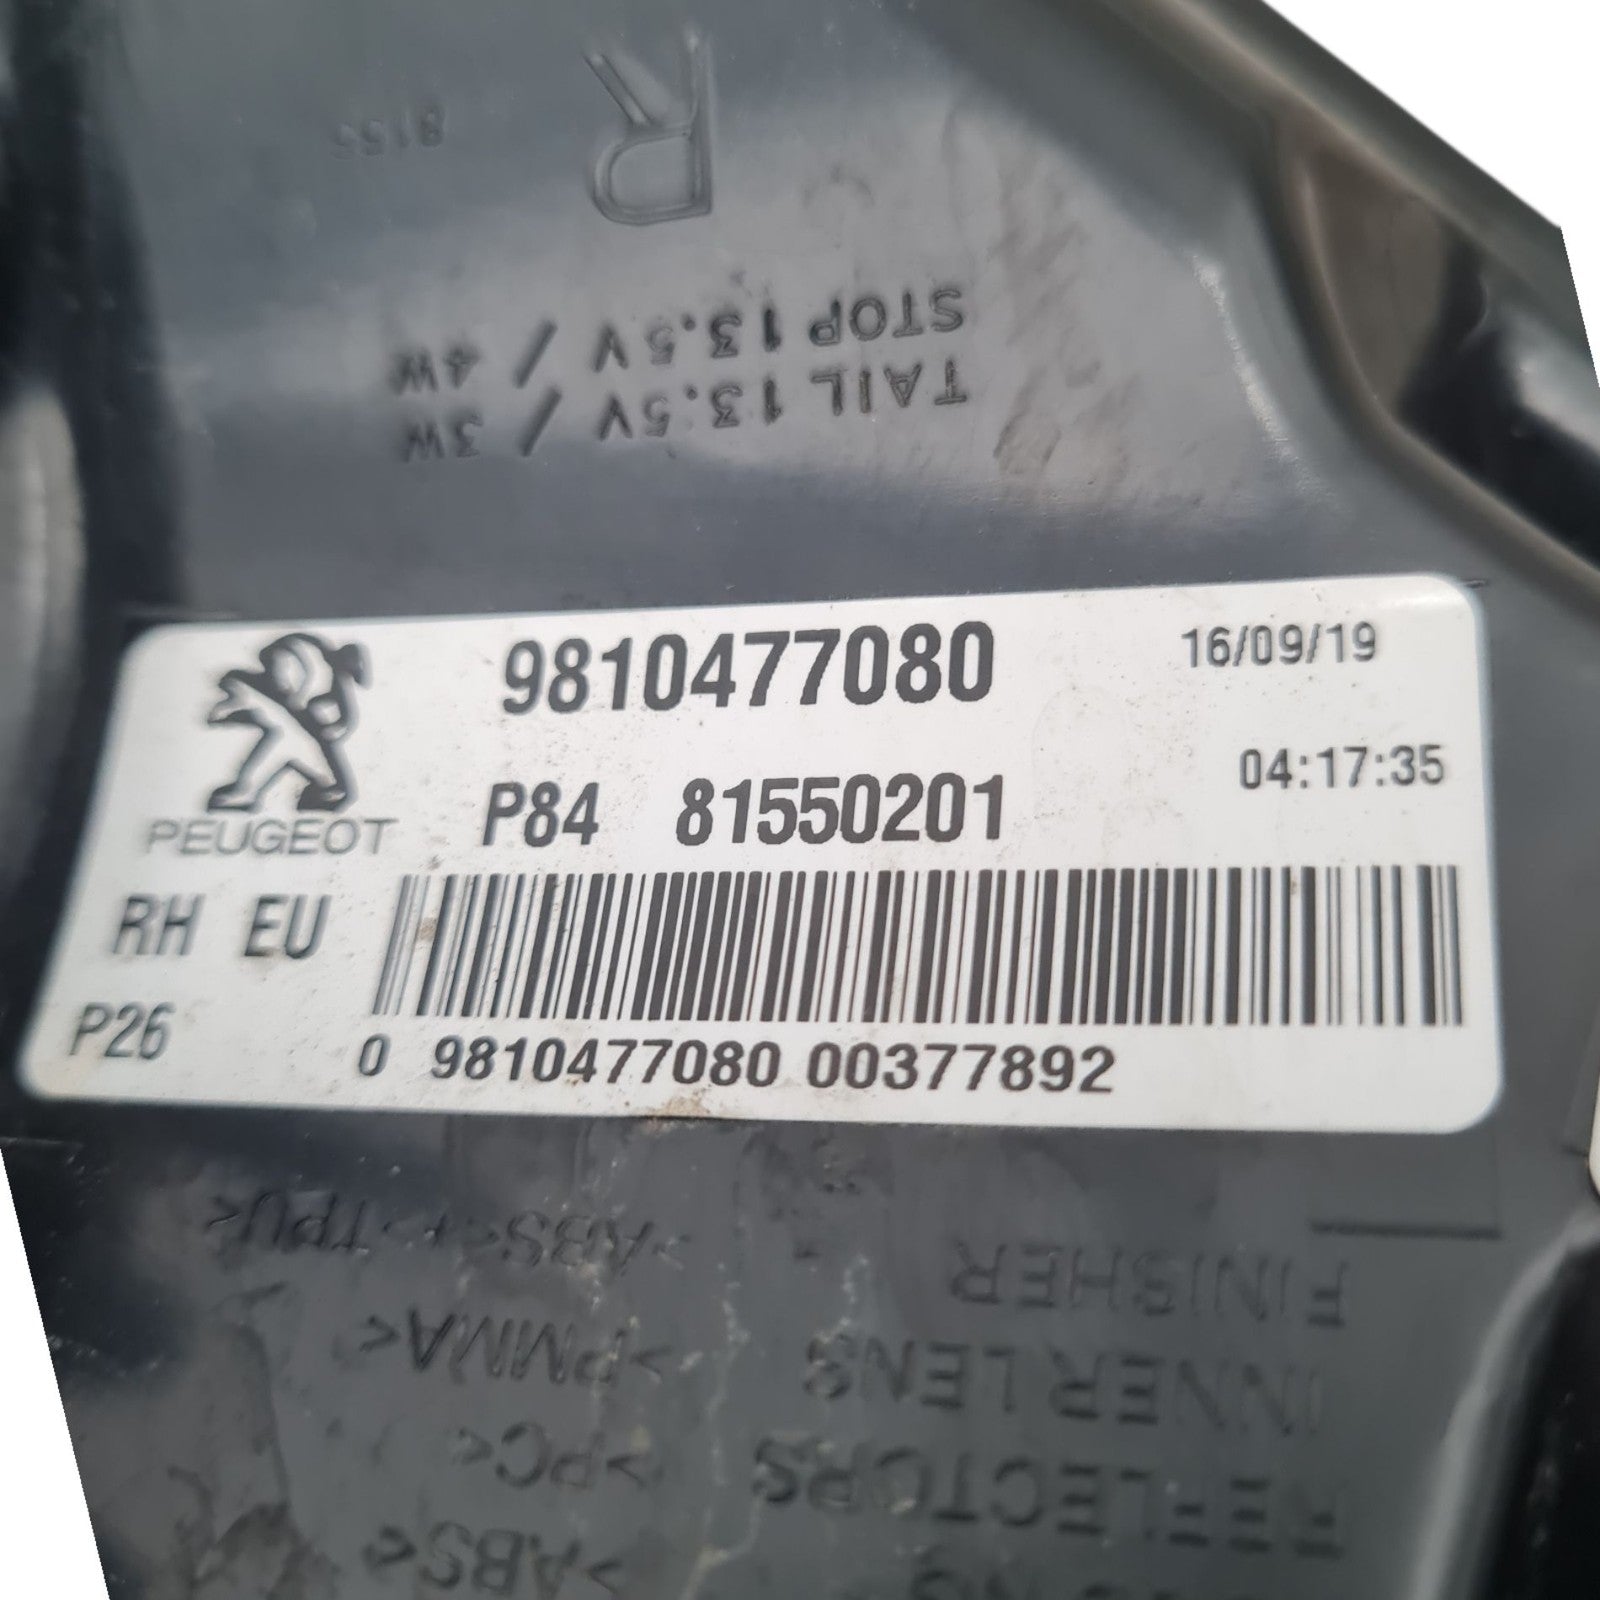 R
8155
STOP 13.5V / 4W
TAIL 13.5V / 3W
9810477080 16/09/19
P84 81550201 04:17:35
PEUGEOT
RH EU
P26
0 9810477080 00377892
FINISHER - >ABS<+>TPU<
INNER LENS >PMMA<
REFLECTORS >PC<
>ABS<